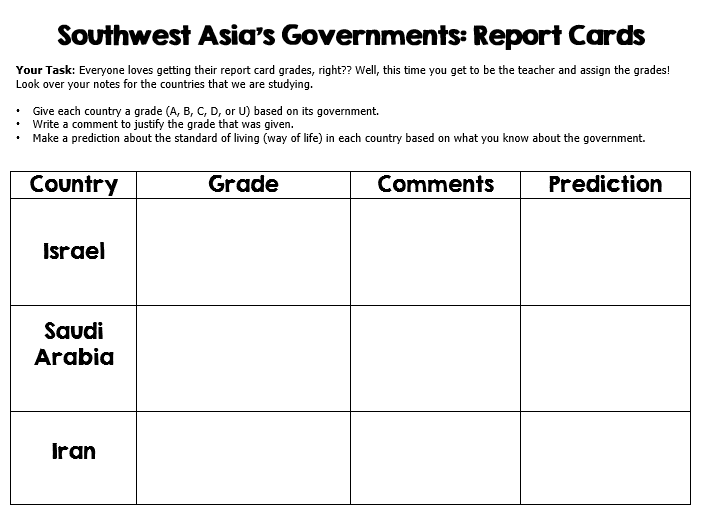 Southwest Asia's Governments: Report Cards
Your Task: Everyone loves getting their report card grades, right?? Well, this time you get to be the teacher and assign the grades!
Look over your notes for the countries that we are studying.
• Give each country a grade (A, B, C, D, or U) based on its government.
• Write a comment to justify the grade that was given.
• Make a prediction about the standard of living (way of life) in each country based on what you know about the government.
Country Grade Comments Prediction
Israel
Saudi
Arabia
Iran